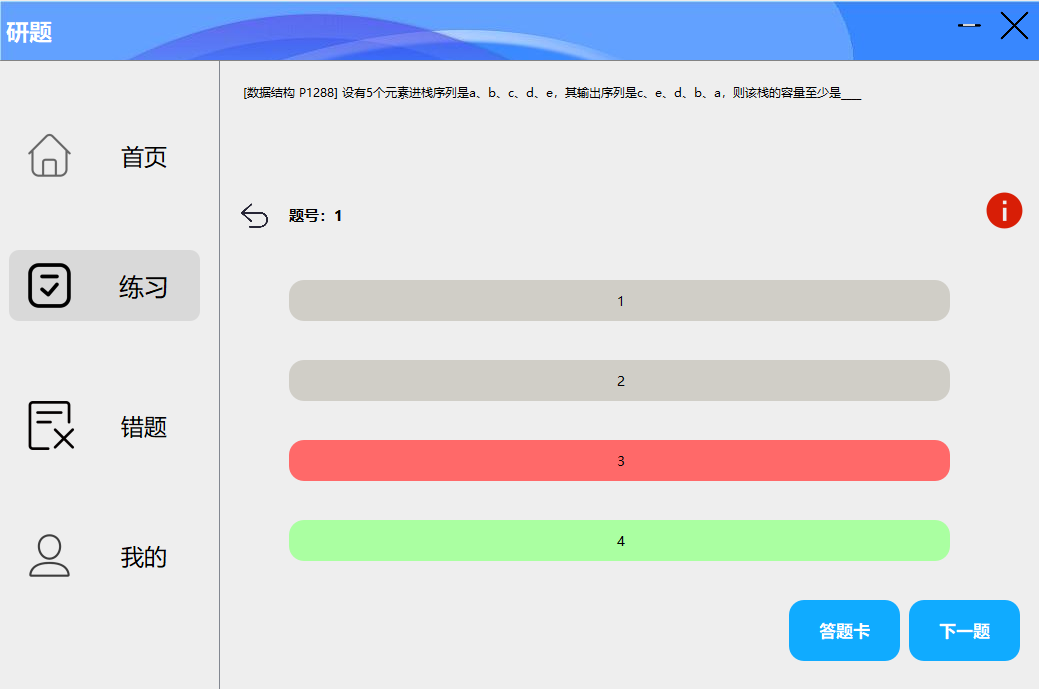 研题
[数据结构 P1288] 设有5个元素进栈序列是a、b、c、d、e，其输出序列是c、e、d、b、a，则该栈的容量至少是___
首页
题号：1
1
练习
2
3
错题
4
我的
答题卡
下一题